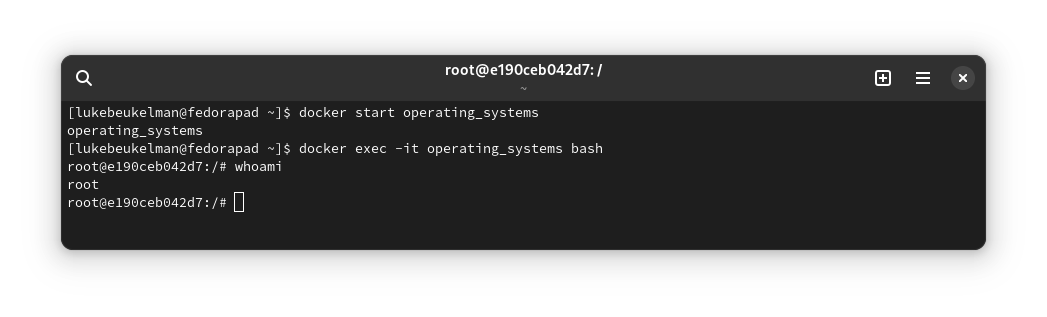 root@e190ceb042d7: /
~
[lukebeukelman@fedorapad ~]$ docker start operating_systems
operating_systems
[lukebeukelman@fedorapad ~]$ docker exec -it operating_systems bash
root@e190ceb042d7:/# whoami
root
root@e190ceb042d7:/#